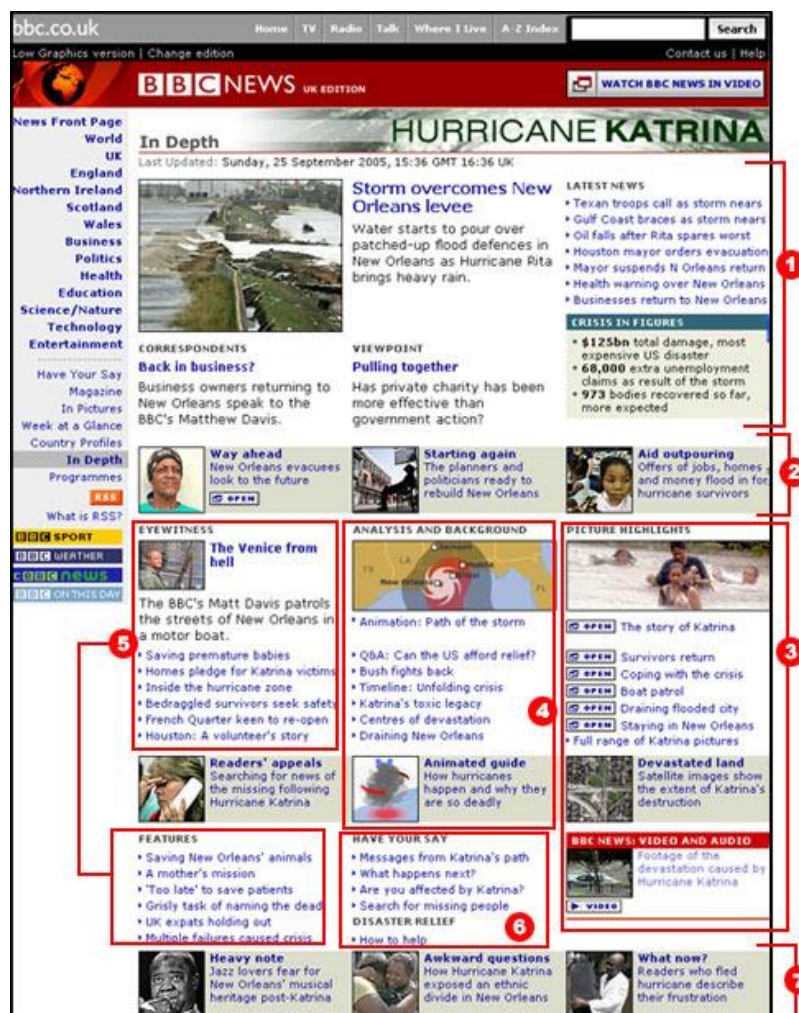 bbc.co.uk
Home TV Radio Talk Where I Live A-Z Index Search
Low Graphics version | Change edition
Contact us | Help
BBC NEWS UK EDITION
WATCH BBC NEWS IN VIDEO
News Front Page
World
UK
England
Northern Ireland
Scotland
Wales
Business
Politics
Health
Education
Science/Nature
Technology
Entertainment
Have Your Say
Magazine
In Pictures
Week at a Glance
Country Profiles
In Depth
Programmes
RSS
What is RSS?
BBC SPORT
BBC WEATHER
CBBC news
BBC ON THIS DAY
In Depth
HURRICANE KATRINA
Last Updated: Sunday, 25 September 2005, 15:36 GMT 16:36 UK
Storm overcomes New
Orleans levee
Water starts to pour over
patched-up flood defences in
New Orleans as Hurricane Rita
brings heavy rain.
LATEST NEWS
Texan troops call as storm nears
Gulf Coast braces as storm nears
Oil falls after Rita spares worst
Houston mayor orders evacuation
Mayor suspends N Orleans return
Health warning over New Orleans
Businesses return to New Orleans
1
CRISIS IN FIGURES
$125bn total damage, most
expensive US disaster
68,000 extra unemployment
claims as result of the storm
973 bodies recovered so far,
more expected
CORRESPONDENTS
Back in business?
Business owners returning to
New Orleans speak to the
BBC's Matthew Davis.
VIEWPOINT
Pulling together
Has private charity has been
more effective than
government action?
Way ahead
New Orleans evacuees
look to the future
OPEN
Starting again
The planners and
politicians ready to
rebuild New Orleans
Aid outpouring
Offers of jobs, homes
and money flood in for
hurricane survivors
2
EYEWITNESS
The Venice from
hell
The BBC's Matt Davis patrols
the streets of New Orleans in
a motor boat.
5
Saving premature babies
Homes pledge for Katrina victims
Inside the hurricane zone
Bedraggled survivors seek safety
French Quarter keen to re-open
Houston: A volunteer's story
ANALYSIS AND BACKGROUND
Jackson
TX
LA
Mobile
Biloxi
New Orleans
FL
Animation: Path of the storm
Q&A: Can the US afford relief?
Bush fights back
Timeline: Unfolding crisis
Katrina's toxic legacy
Centres of devastation
Draining New Orleans
4
PICTURE HIGHLIGHTS
OPEN The story of Katrina
OPEN Survivors return
OPEN Coping with the crisis
OPEN Boat patrol
OPEN Draining flooded city
OPEN Staying in New Orleans
Full range of Katrina pictures
3
Readers' appeals
Searching for news of
the missing following
Hurricane Katrina
Animated guide
How hurricanes
happen and why they
are so deadly
Devastated land
Satellite images show
the extent of Katrina's
destruction
FEATURES
Saving New Orleans' animals
A mother's mission
'Too late' to save patients
Grisly task of naming the dead
UK expats holding out
Multiple failures caused crisis
HAVE YOUR SAY
Messages from Katrina's path
What happens next?
Are you affected by Katrina?
Search for missing people
DISASTER RELIEF
How to help
6
BBC NEWS: VIDEO AND AUDIO
Footage of the
devastation caused by
Hurricane Katrina
VIDEO
Heavy note
Jazz lovers fear for
New Orleans' musical
heritage post-Katrina
Awkward questions
How Hurricane Katrina
exposed an ethnic
divide in New Orleans
What now?
Readers who fled
hurricane describe
their frustration
7